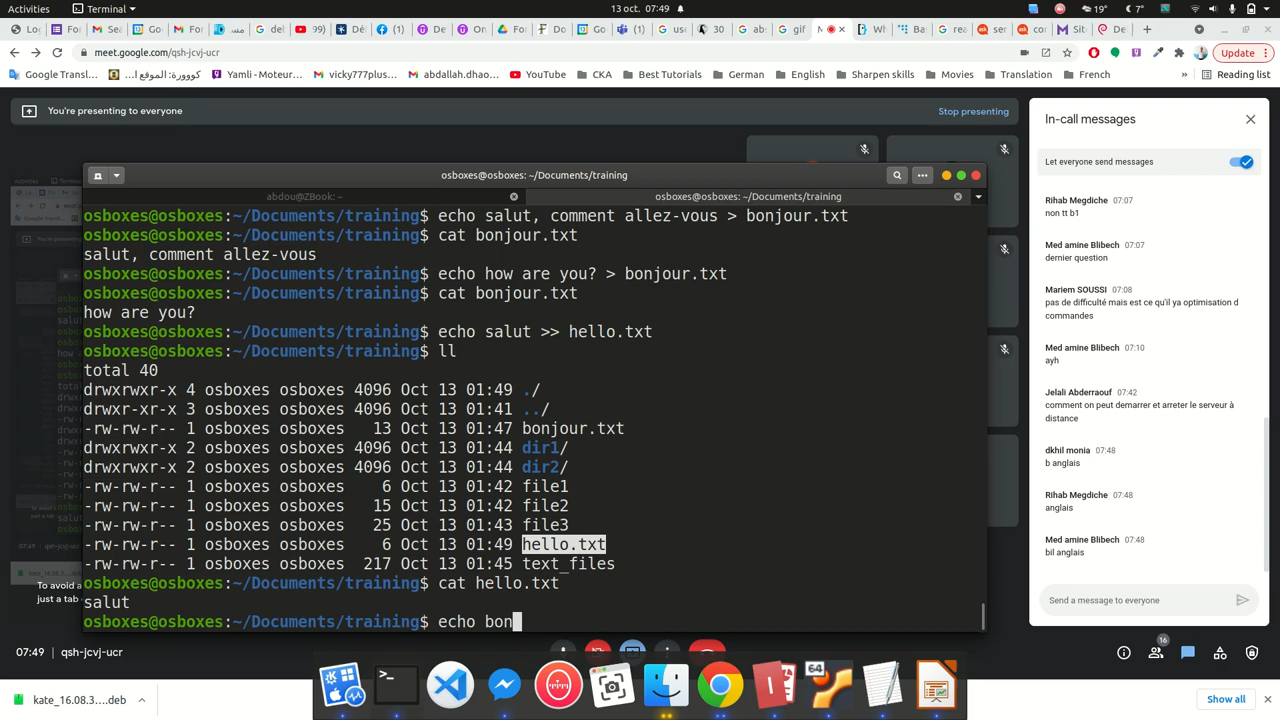 Activities
Terminal
13 oct. 07:49
19°
7°
meet.google.com/qsh-jcvj-ucr
Update
Google Transl...
Yamli - Moteur...
vicky777plus...
abdallah.dhao...
YouTube
CKA
Best Tutorials
German
English
Sharpen skills
Movies
Translation
French
»
Reading list
You're presenting to everyone
Stop presenting
osboxes@osboxes: ~/Documents/training
abdou@ZBook: ~
osboxes@osboxes: ~/Documents/training
osboxes@osboxes:~/Documents/training$ echo salut, comment allez-vous > bonjour.txt
osboxes@osboxes:~/Documents/training$ cat bonjour.txt
salut, comment allez-vous
osboxes@osboxes:~/Documents/training$ echo how are you? > bonjour.txt
osboxes@osboxes:~/Documents/training$ cat bonjour.txt
how are you?
osboxes@osboxes:~/Documents/training$ echo salut >> hello.txt
osboxes@osboxes:~/Documents/training$ ll
total 40
drwxrwxr-x 4 osboxes osboxes 4096 Oct 13 01:49 ./
drwxrwxr-x 3 osboxes osboxes 4096 Oct 13 01:41 ../
-rw-rw-r-- 1 osboxes osboxes 13 Oct 13 01:47 bonjour.txt
drwxrwxr-x 2 osboxes osboxes 4096 Oct 13 01:44 dir1/
drwxrwxr-x 2 osboxes osboxes 4096 Oct 13 01:44 dir2/
-rw-rw-r-- 1 osboxes osboxes 6 Oct 13 01:42 file1
-rw-rw-r-- 1 osboxes osboxes 15 Oct 13 01:42 file2
-rw-rw-r-- 1 osboxes osboxes 25 Oct 13 01:43 file3
-rw-rw-r-- 1 osboxes osboxes 6 Oct 13 01:49 hello.txt
-rw-rw-r-- 1 osboxes osboxes 217 Oct 13 01:45 text_files
osboxes@osboxes:~/Documents/training$ cat hello.txt
salut
osboxes@osboxes:~/Documents/training$ echo bon
To avoid a
just a tab
07:49
qsh-jcvj-ucr
In-call messages
Let everyone send messages
Rihab Megdiche 07:07
non tt b1
Med amine Blibech 07:07
dernier question
Mariem SOUSSI 07:08
pas de difficulté mais est ce qu'il ya optimisation d
commandes
Med amine Blibech 07:10
ayh
Jelali Abderraouf 07:42
comment on peut demarrer et arreter le serveur à
distance
dkhil monia 07:48
b anglais
Rihab Megdiche 07:48
anglais
Med amine Blibech 07:48
bil anglais
Send a message to everyone
16
64
kate_16.08.3....deb
Show all